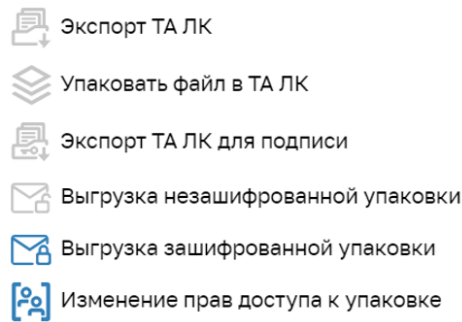 Экспорт ТА ЛК
Упаковать файл в ТА ЛК
Экспорт ТА ЛК для подписи
Выгрузка незашифрованной упаковки
Выгрузка зашифрованной упаковки
Изменение прав доступа к упаковке